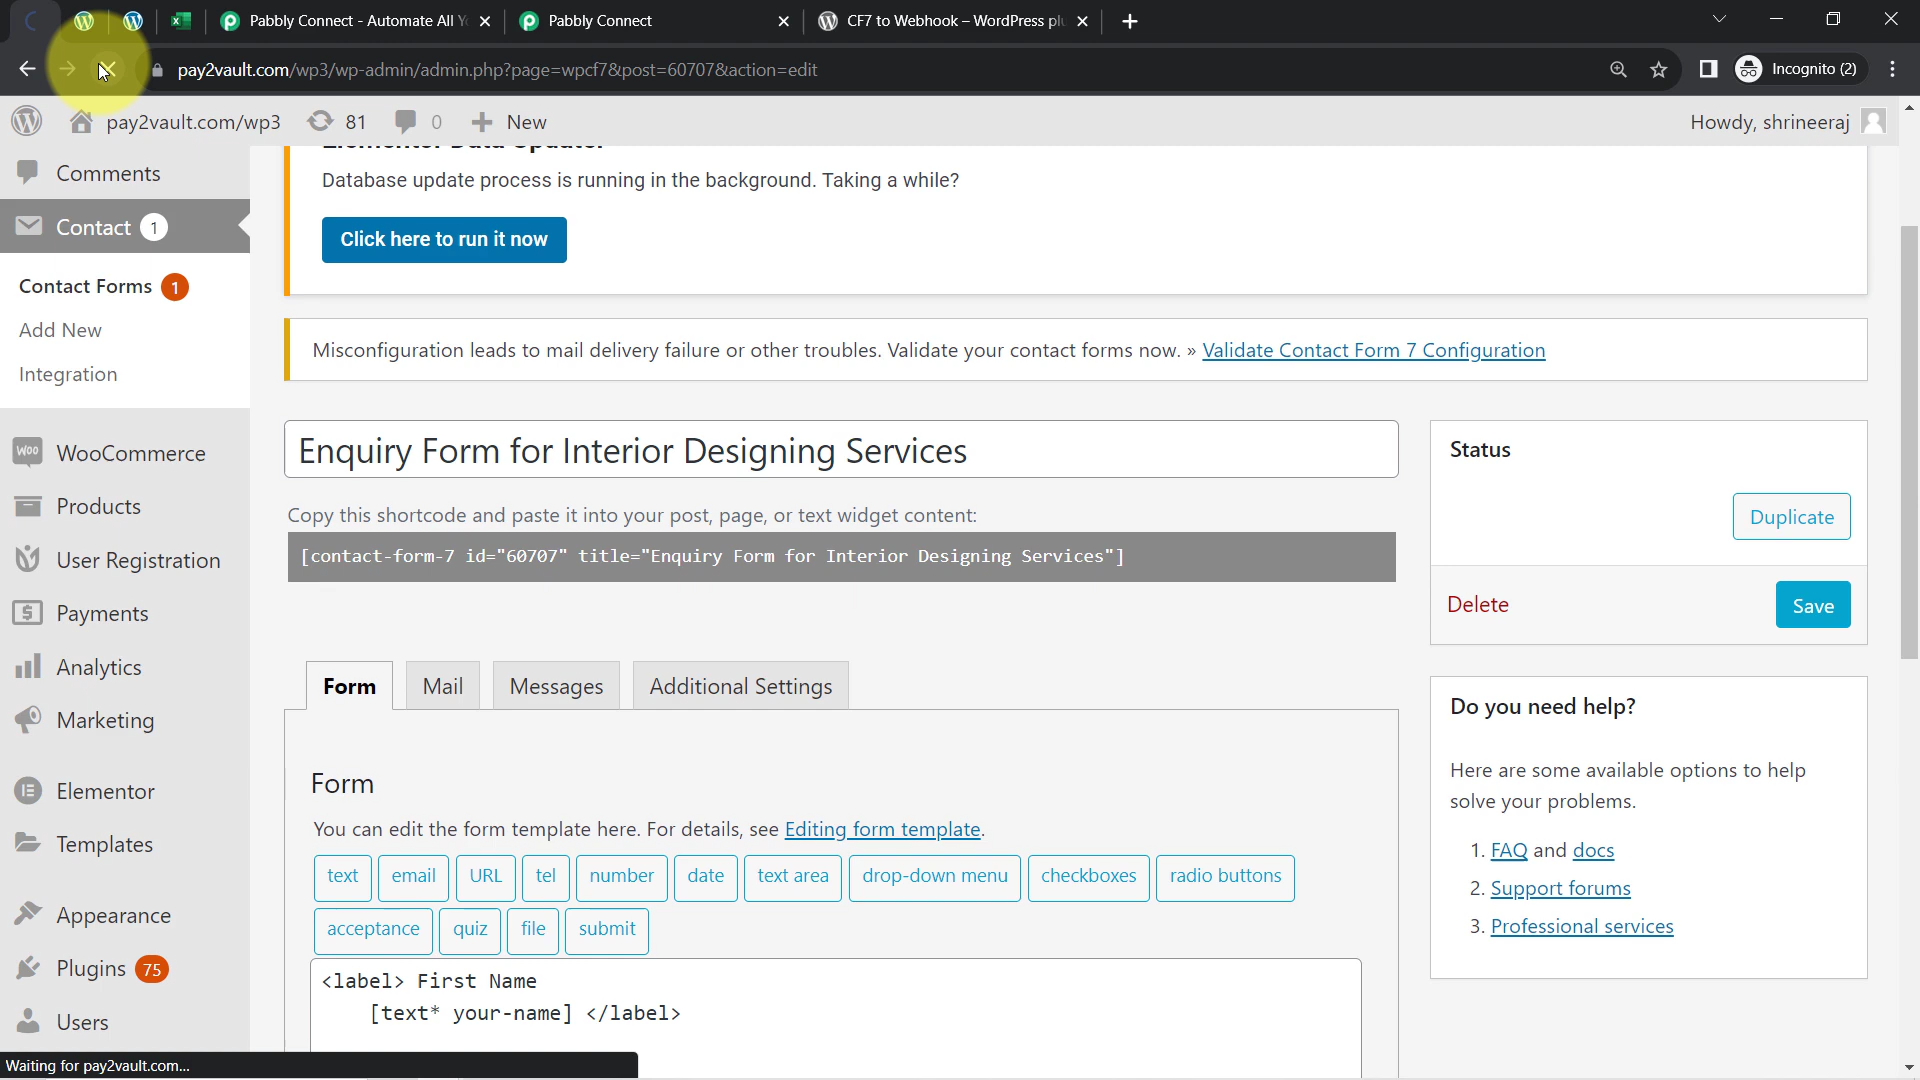 Pabbly Connect - Automate All Y
Pabbly Connect
CF7 to Webhook – WordPress pl
pay2vault.com/wp3/wp-admin/admin.php?page=wpcf7&post=60707&action=edit
Incognito (2)
pay2vault.com/wp3
81
0
New
Howdy, shrineeraj
Comments
Contact 1
Contact Forms 1
Add New
Integration
WooCommerce
Products
User Registration
Payments
Analytics
Marketing
Elementor
Templates
Appearance
Plugins 75
Users
Elementor Data Updater
Database update process is running in the background. Taking a while?
Click here to run it now
Misconfiguration leads to mail delivery failure or other troubles. Validate your contact forms now. » Validate Contact Form 7 Configuration
Enquiry Form for Interior Designing Services
Copy this shortcode and paste it into your post, page, or text widget content:
[contact-form-7 id="60707" title="Enquiry Form for Interior Designing Services"]
Form
Mail
Messages
Additional Settings
Form
You can edit the form template here. For details, see Editing form template.
text
email
URL
tel
number
date
text area
drop-down menu
checkboxes
radio buttons
acceptance
quiz
file
submit
<label> First Name
[text* your-name] </label>
Status
Duplicate
Delete
Save
Do you need help?
Here are some available options to help
solve your problems.
1. FAQ and docs
2. Support forums
3. Professional services
Waiting for pay2vault.com...